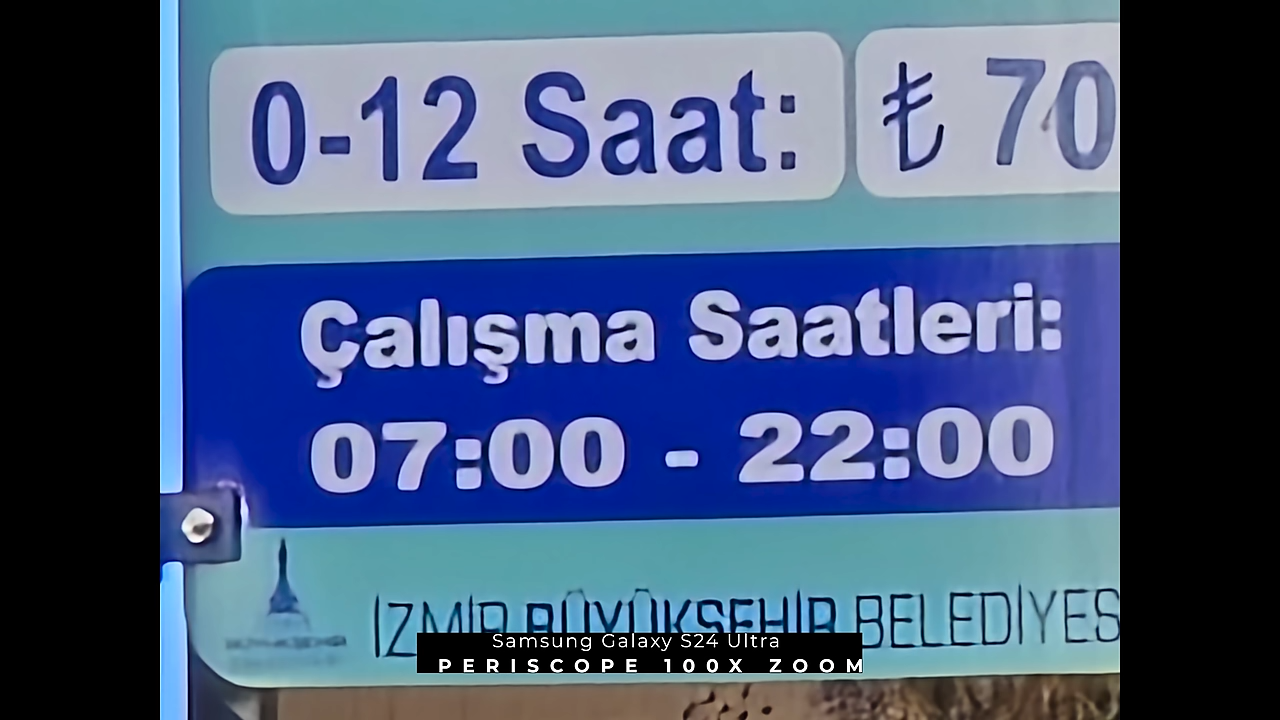 0-12 Saat: ₺ 70
Çalışma Saatleri:
07:00 - 22:00
İZMİR BÜYÜKŞEHİR BELEDİYES
Samsung Galaxy S24 Ultra
PERISCOPE 100X ZOOM